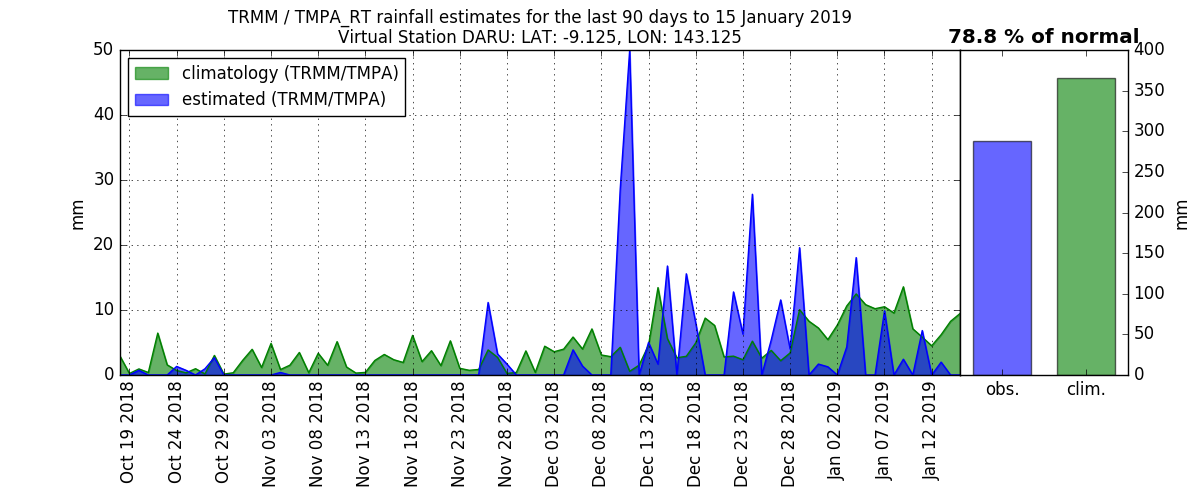 TRMM / TMPA_RT rainfall estimates for the last 90 days to 15 January 2019
Virtual Station DARU: LAT: -9.125, LON: 143.125
78.8 % of normal
climatology (TRMM/TMPA)
estimated (TRMM/TMPA)
50
40
30
20
10
0
mm
Oct 19 2018
Oct 24 2018
Oct 29 2018
Nov 03 2018
Nov 08 2018
Nov 13 2018
Nov 18 2018
Nov 23 2018
Nov 28 2018
Dec 03 2018
Dec 08 2018
Dec 13 2018
Dec 18 2018
Dec 23 2018
Dec 28 2018
Jan 02 2019
Jan 07 2019
Jan 12 2019
400
350
300
250
200
150
100
50
0
mm
obs.
clim.